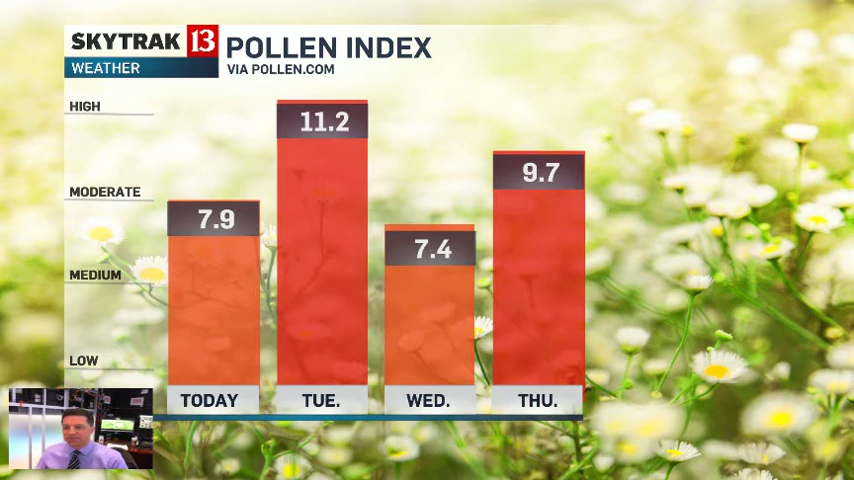 SKYTRAK 13
WEATHER
POLLEN INDEX
VIA POLLEN.COM
HIGH
MODERATE
MEDIUM
LOW
7.9
11.2
7.4
9.7
TODAY
TUE.
WED.
THU.